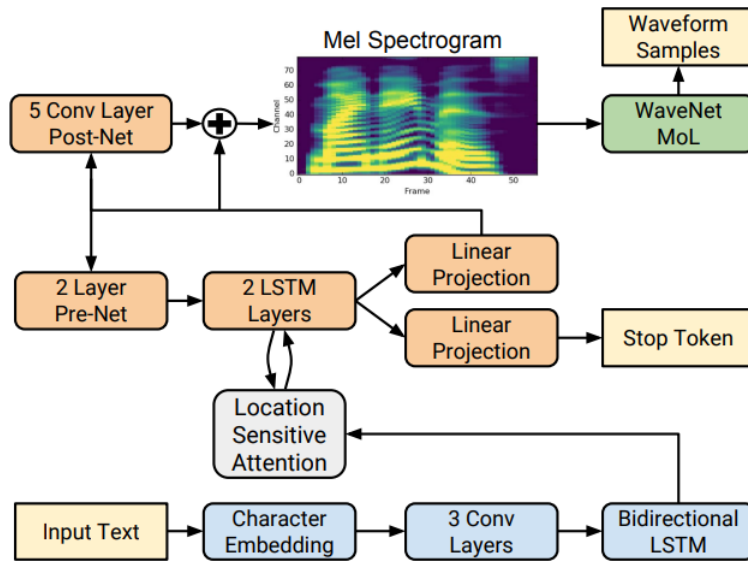 Mel Spectrogram
Waveform
Samples
5 Conv Layer
Post-Net
WaveNet
MoL
Channel
70
60
50
40
30
20
10
0
0
10
20
30
40
50
Frame
2 Layer
Pre-Net
2 LSTM
Layers
Linear
Projection
Linear
Projection
Stop Token
Location
Sensitive
Attention
Input Text
Character
Embedding
3 Conv
Layers
Bidirectional
LSTM